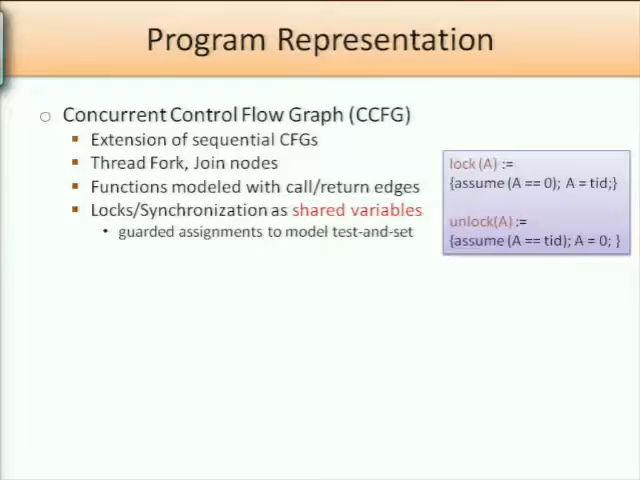 Program Representation
Concurrent Control Flow Graph (CCFG)
Extension of sequential CFGs
Thread Fork, Join nodes
Functions modeled with call/return edges
Locks/Synchronization as shared variables
guarded assignments to model test-and-set
lock (A) :=
{assume (A == 0); A = tid;}
unlock(A) :=
{assume (A == tid); A = 0; }